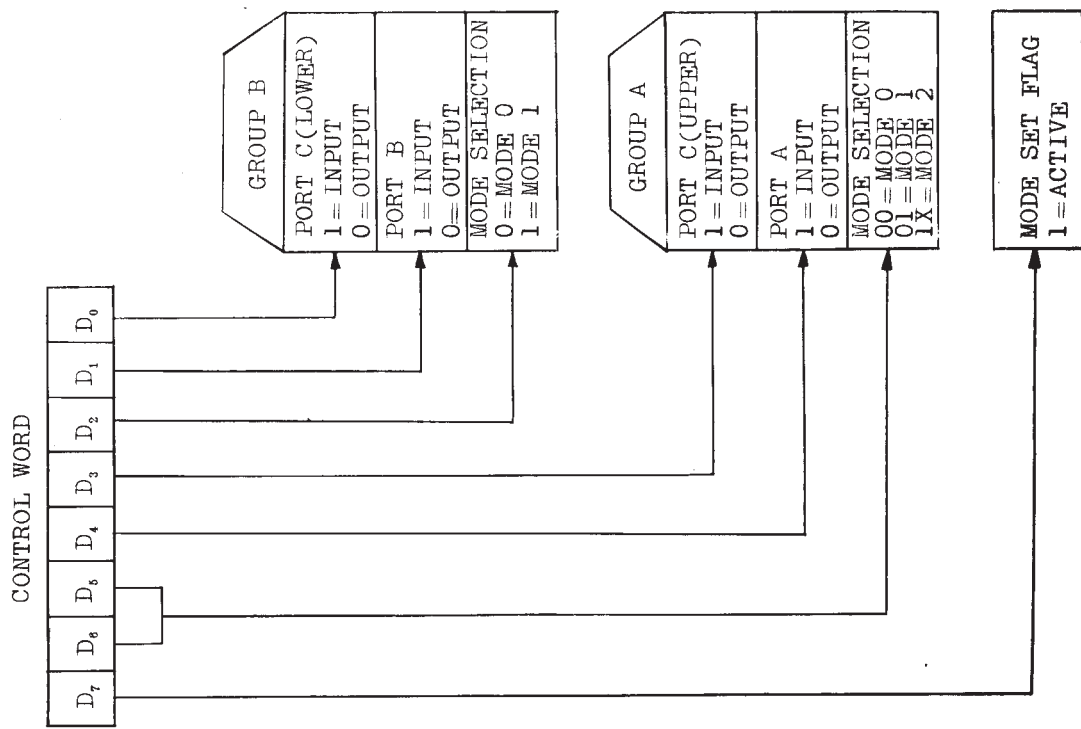 CONTROL WORD
D₇ D₆ D₅ D₄ D₃ D₂ D₁ D₀
GROUP B
PORT C(LOWER)
1=INPUT
0=OUTPUT
PORT B
1=INPUT
0=OUTPUT
MODE SELECTION
0=MODE 0
1=MODE 1
GROUP A
PORT C(UPPER)
1=INPUT
0=OUTPUT
PORT A
1=INPUT
0=OUTPUT
MODE SELECTION
00=MODE 0
01=MODE 1
1X=MODE 2
MODE SET FLAG
1=ACTIVE